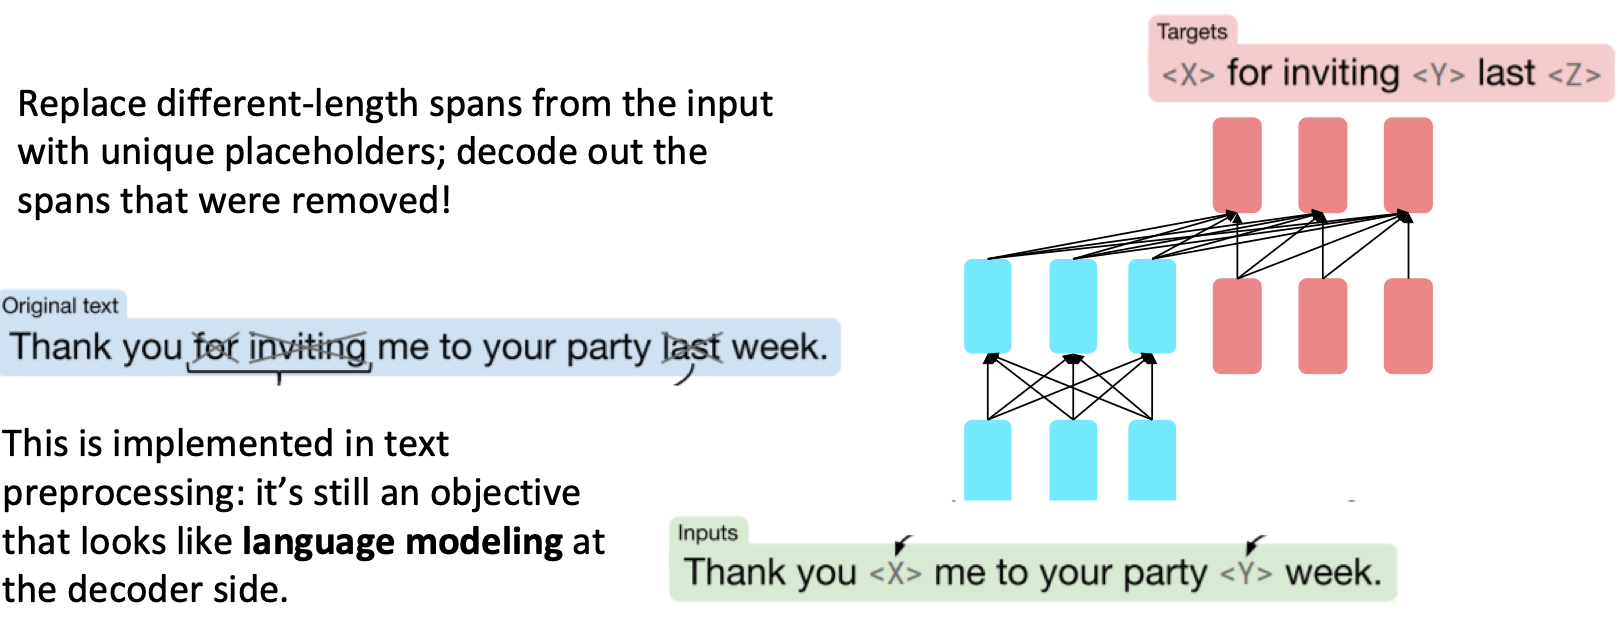 Targets
<X> for inviting <Y> last <Z>
Replace different-length spans from the input
with unique placeholders; decode out the
spans that were removed!
Original text
Thank you for inviting me to your party last week.
This is implemented in text
preprocessing: it's still an objective
that looks like language modeling at
the decoder side.
Inputs
Thank you <X> me to your party <Y> week.